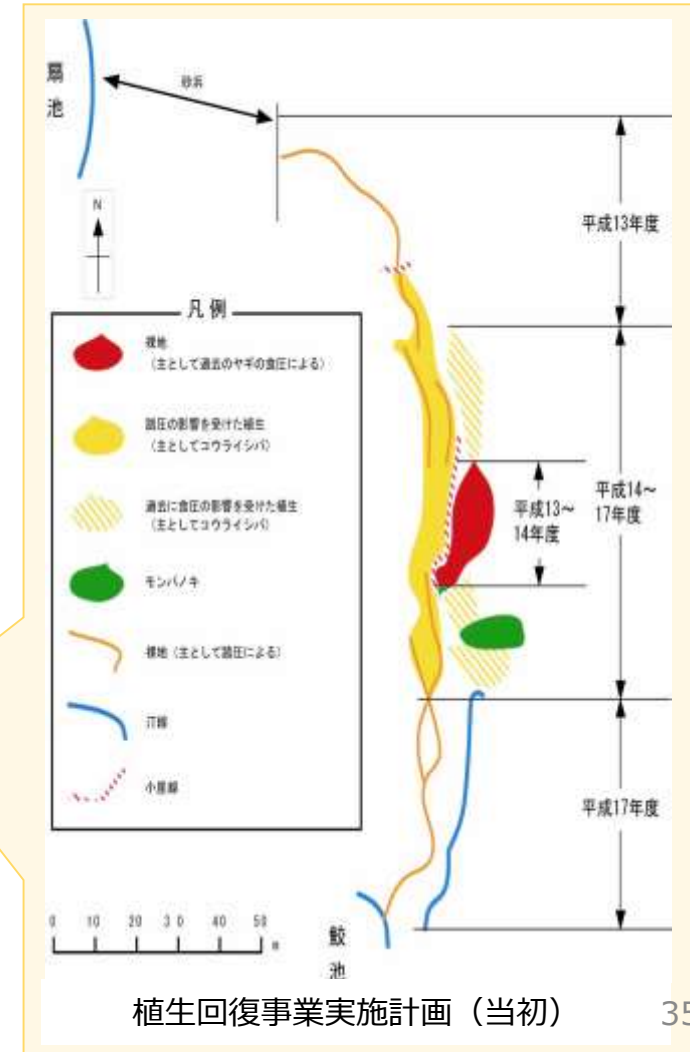 扇
池
砂浜
N
平成13年度
凡例
裸地
(主として過去のヤギの食圧による)
踏圧の影響を受けた植生
(主としてコウライシバ)
過去に食圧の影響を受けた植生
(主としてコウライシバ)
モンパノキ
裸地(主として踏圧による)
汀線
小崖線
平成13~
14年度
平成14~
17年度
平成17年度
0 10 20 30 40 50
m
鮫
池
植生回復事業実施計画(当初)
35